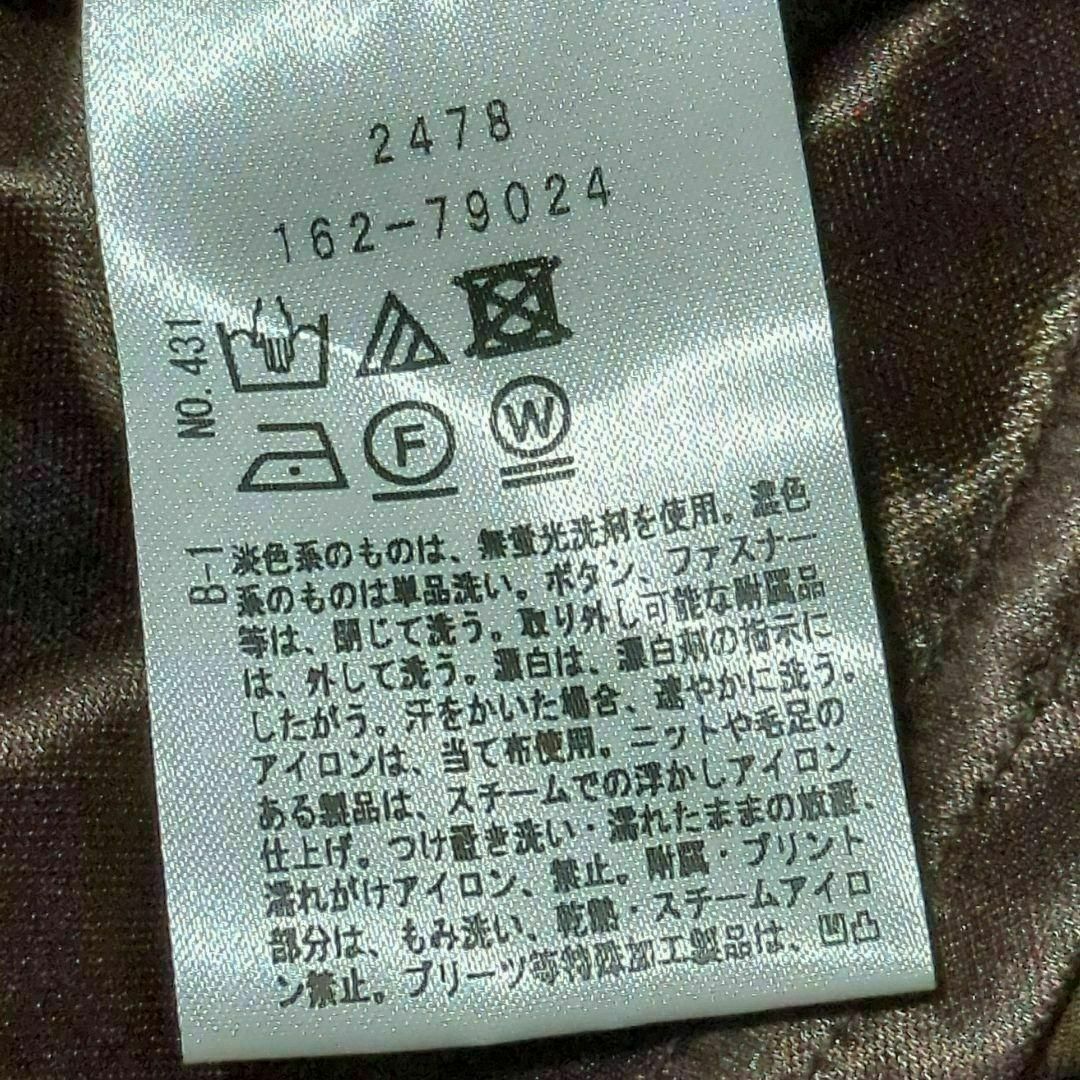 2478
162-79024
NO. 431
F
W
B-1
淡色系のものは、無蛍光洗剤を使用。濃色
系のものは単品洗い。ボタン、ファスナー
等は、閉じて洗う。取り外し可能な附属品
は、外して洗う。漂白は、漂白剤の指示に
したがう。汗をかいた場合、速やかに洗う。
アイロンは、当て布使用。ニットや毛足の
ある製品は、スチームでの浮かしアイロン
仕上げ。つけ置き洗い・濡れたままの放置、
濡れがけアイロン、禁止。附属・プリント
部分は、もみ洗い、乾熱・スチームアイロ
ン禁止。プリーツ等特殊加工製品は、凹凸